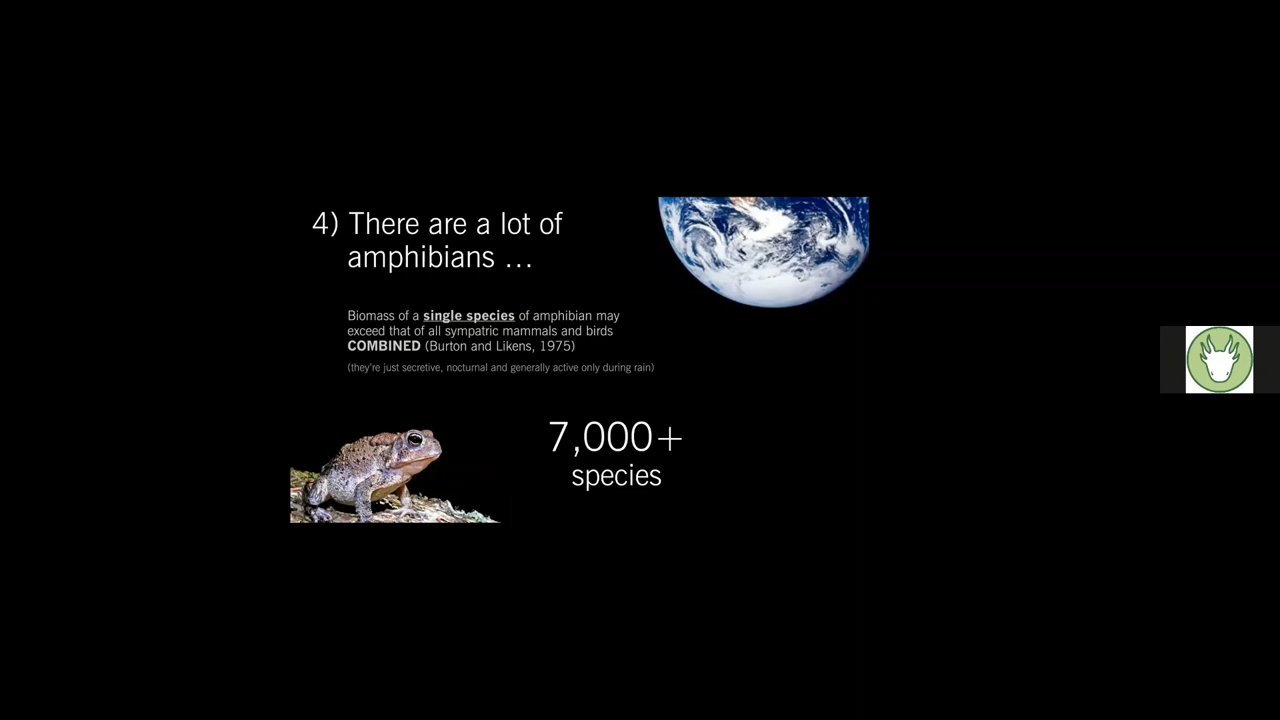 4) There are a lot of
amphibians …
Biomass of a single species of amphibian may
exceed that of all sympatric mammals and birds
COMBINED (Burton and Likens, 1975)
(they're just secretive, nocturnal and generally active only during rain)
7,000+
species